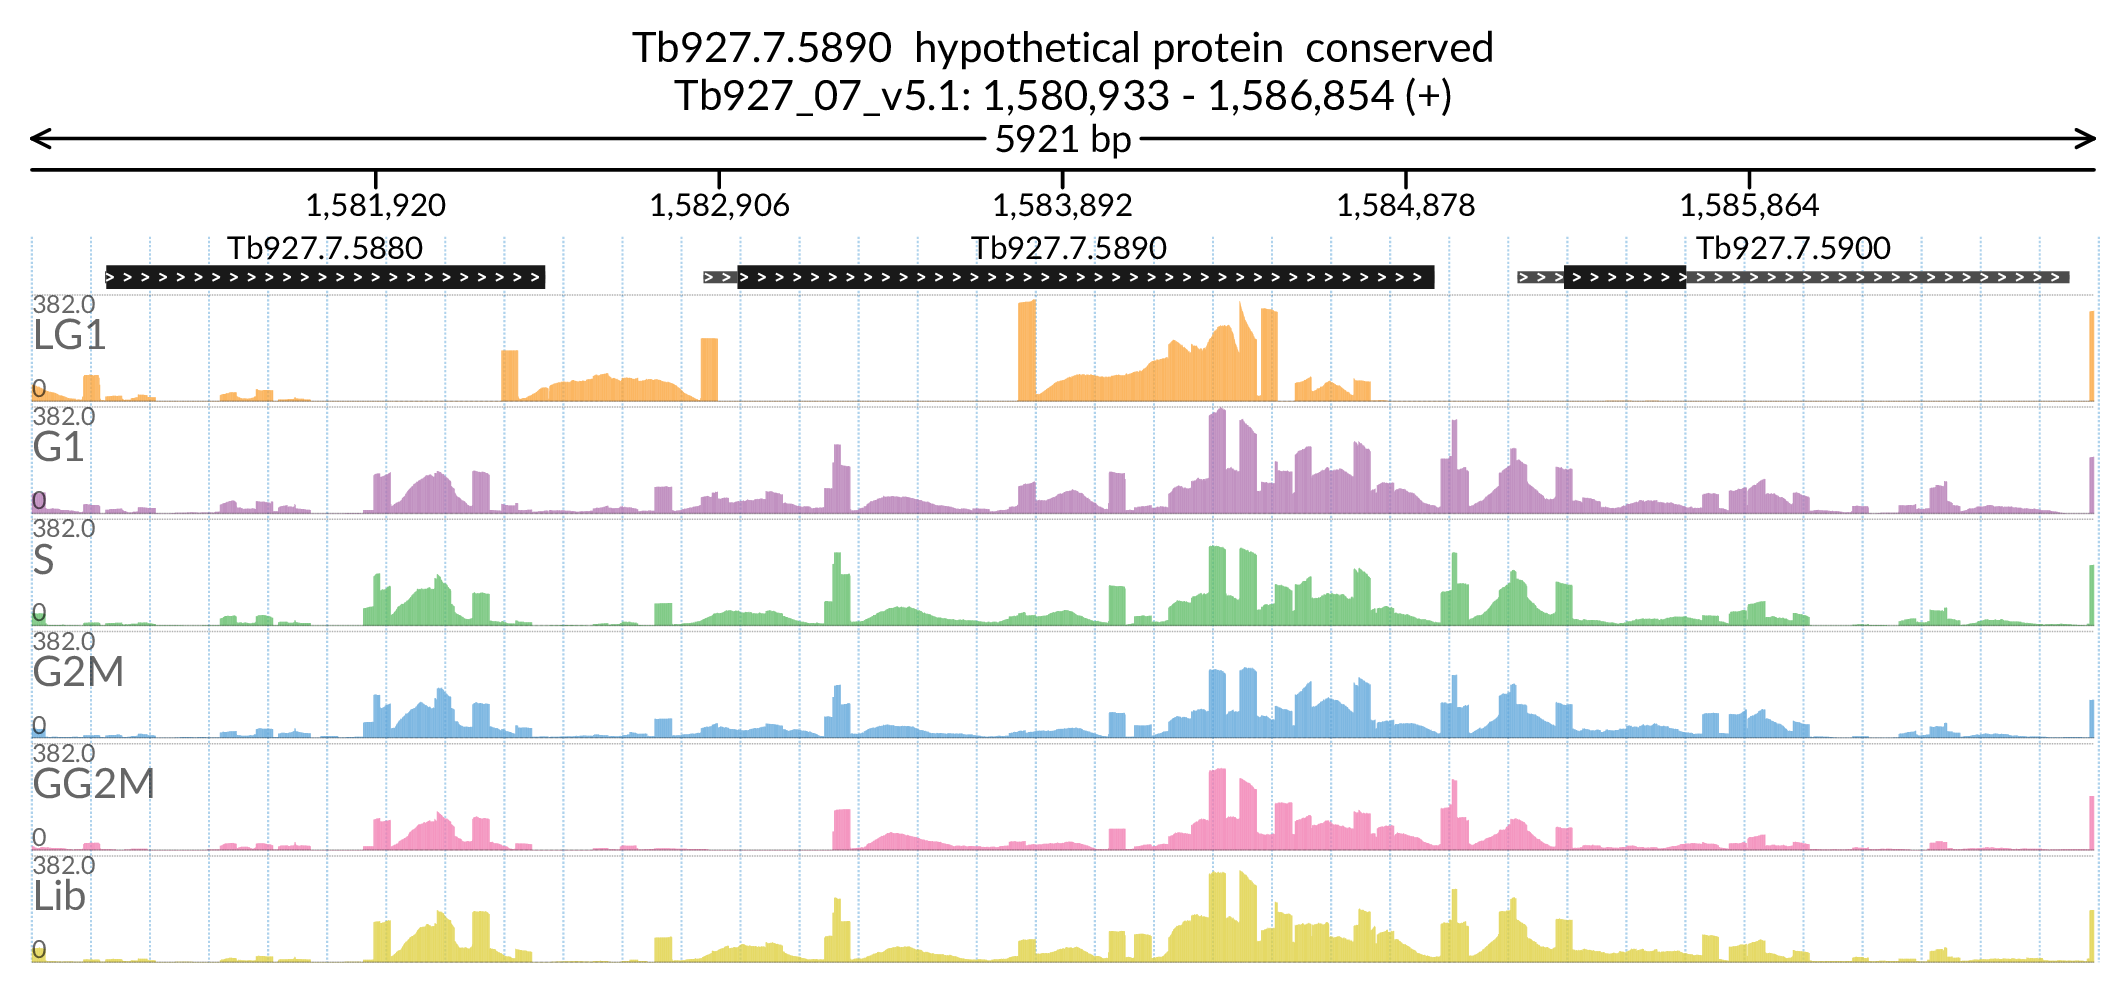 Tb927.7.5890  hypothetical protein  conserved
Tb927_07_v5.1: 1,580,933 - 1,586,854 (+)
5921 bp
1,581,920 1,582,906 1,583,892 1,584,878 1,585,864
Tb927.7.5880 Tb927.7.5890 Tb927.7.5900
382.0
LG1
0
382.0
G1
0
382.0
S
0
382.0
G2M
0
382.0
GG2M
0
382.0
Lib
0